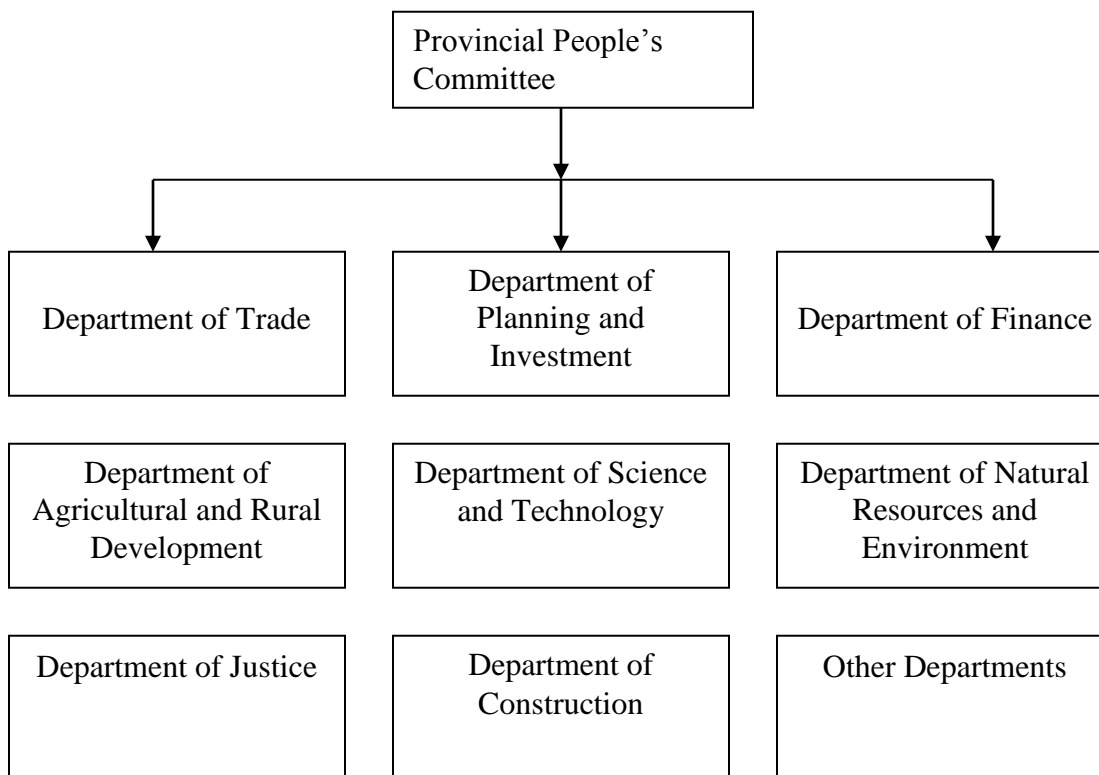 Provincial People’s
Committee
Department of Trade
Department of
Planning and
Investment
Department of Finance
Department of
Agricultural and Rural
Development
Department of Science
and Technology
Department of Natural
Resources and
Environment
Department of Justice
Department of
Construction
Other Departments